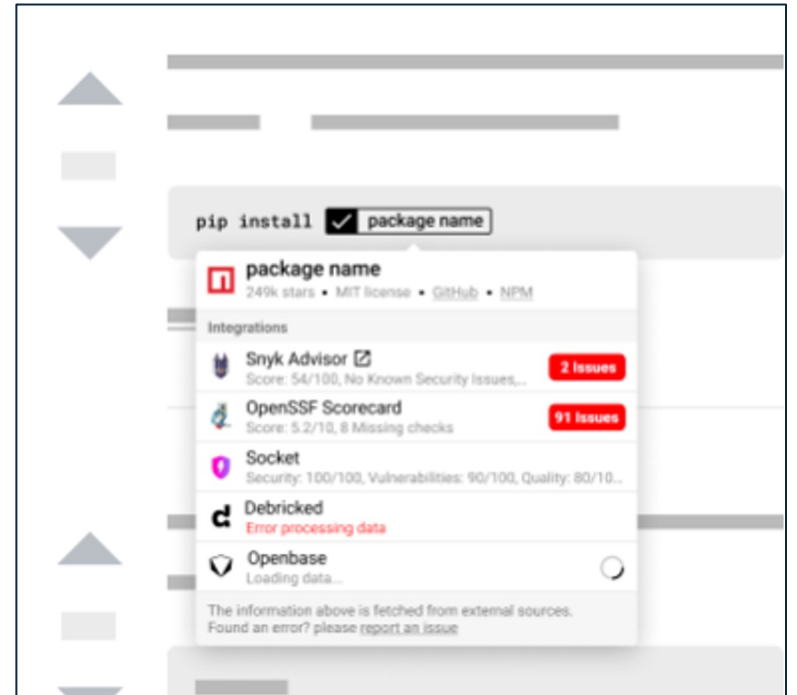 pip install package name
package name
249k stars • MIT license • GitHub • NPM
Integrations
Snyk Advisor
2 Issues
Score: 54/100, No Known Security Issues,...
OpenSSF Scorecard
91 Issues
Score: 5.2/10, 8 Missing checks
Socket
Security: 100/100, Vulnerabilities: 90/100, Quality: 80/10...
Debricked
Error processing data
Openbase
Loading data...
The information above is fetched from external sources.
Found an error? please report an issue